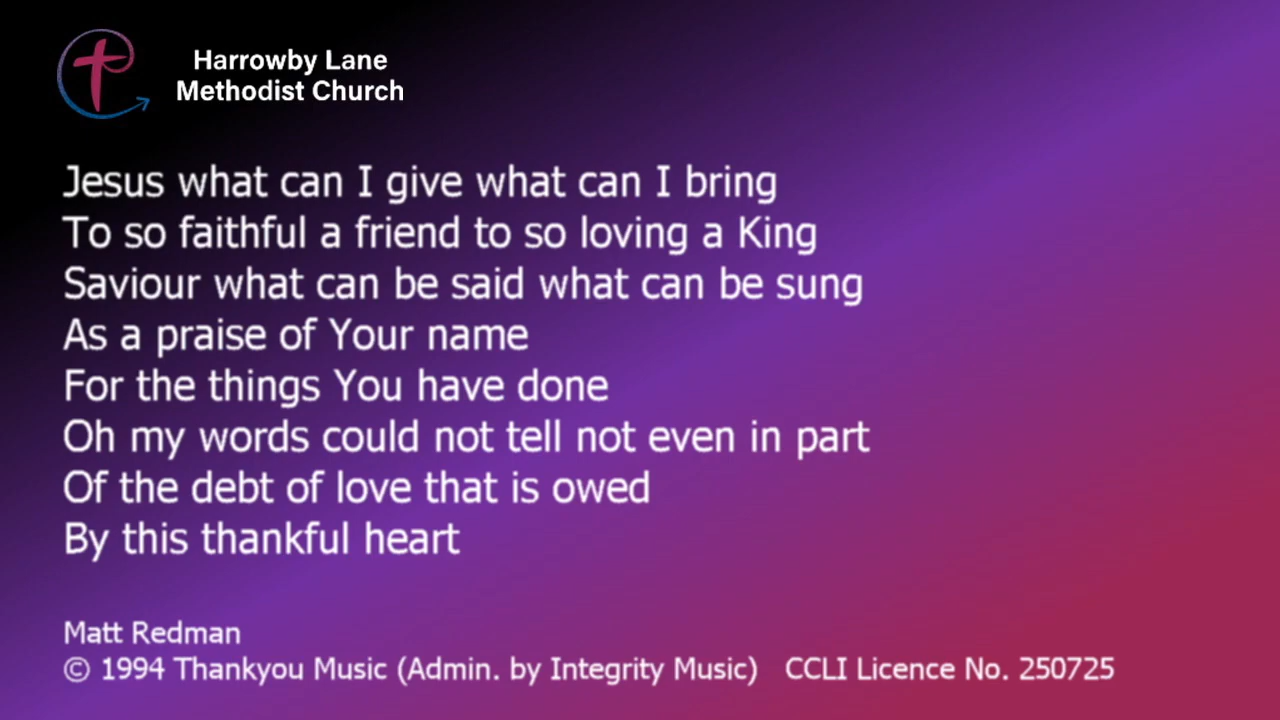 Harrowby Lane
Methodist Church
Jesus what can I give what can I bring
To so faithful a friend to so loving a King
Saviour what can be said what can be sung
As a praise of Your name
For the things You have done
Oh my words could not tell not even in part
Of the debt of love that is owed
By this thankful heart
Matt Redman
© 1994 Thankyou Music (Admin. by Integrity Music) CCLI Licence No. 250725